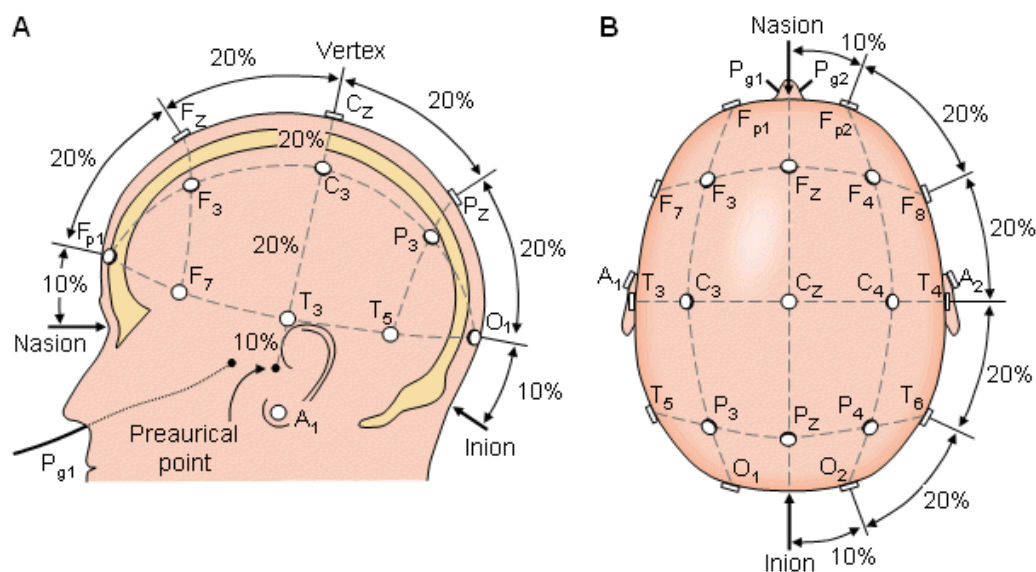 A
20%
Vertex
20%
Fz
Cz
20%
20%
C3
F3
Pz
Fp1
P3
20%
20%
10%
F7
T3
T5
O1
Nasion
10%
10%
A1
Preaurical
point
Inion
Pg1
B
Nasion
10%
Pg1
Pg2
Fp1
Fp2
20%
F7
F3
Fz
F4
F8
20%
A1
T3
C3
Cz
C4
T4
A2
20%
T5
P3
Pz
P4
T6
O1
O2
20%
Inion
10%